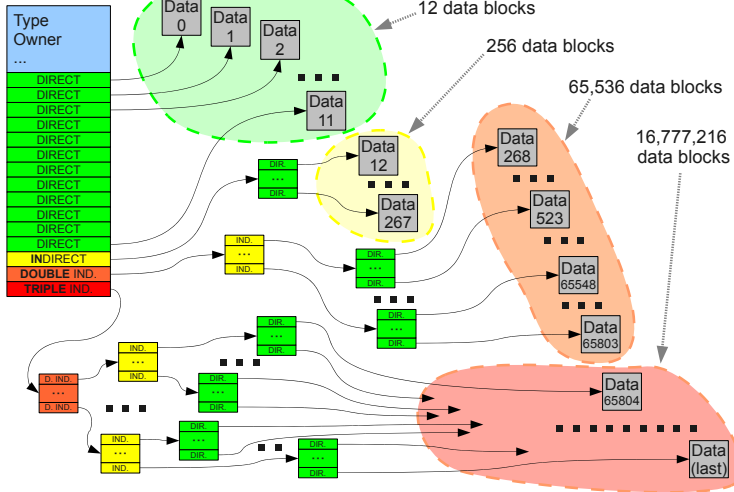 Type
Owner
...
DIRECT
DIRECT
DIRECT
DIRECT
DIRECT
DIRECT
DIRECT
DIRECT
DIRECT
DIRECT
DIRECT
DIRECT
INDIRECT
DOUBLE IND.
TRIPLE IND.
Data
0
Data
1
Data
2
Data
11
12 data blocks
256 data blocks
65,536 data blocks
16,777,216
data blocks
DIR.
...
DIR.
Data
12
Data
267
IND.
...
IND.
DIR.
...
DIR.
DIR.
...
DIR.
Data
268
Data
523
Data
65548
Data
65803
D. IND.
...
D. IND.
IND.
...
IND.
IND.
...
IND.
DIR.
...
DIR.
DIR.
...
DIR.
DIR.
...
DIR.
DIR.
...
DIR.
Data
65804
Data
(last)